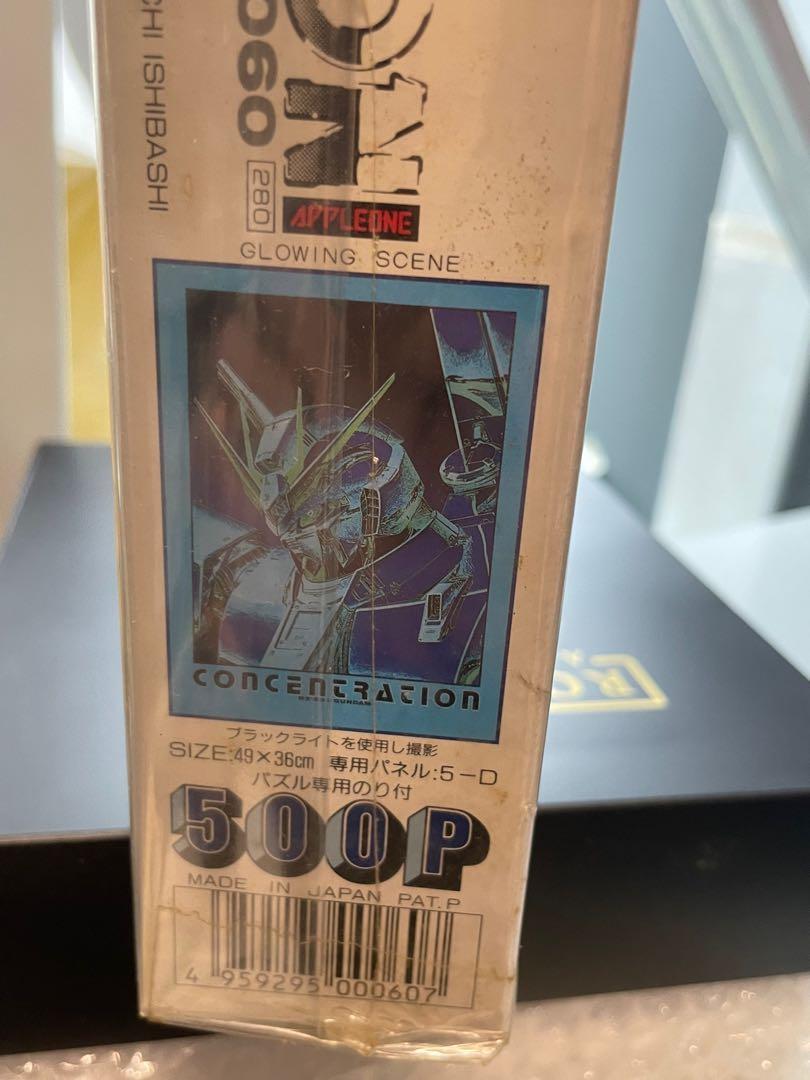 CHI ISHIBASHI
060
280
ON
APPLEONE
GLOWING SCENE
CONCENTRATION
ブラックライトを使用し撮影
SIZE:49×36cm 専用パネル:5-D
パズル専用のり付
500P
MADE IN JAPAN PAT.P
4 959295 000607